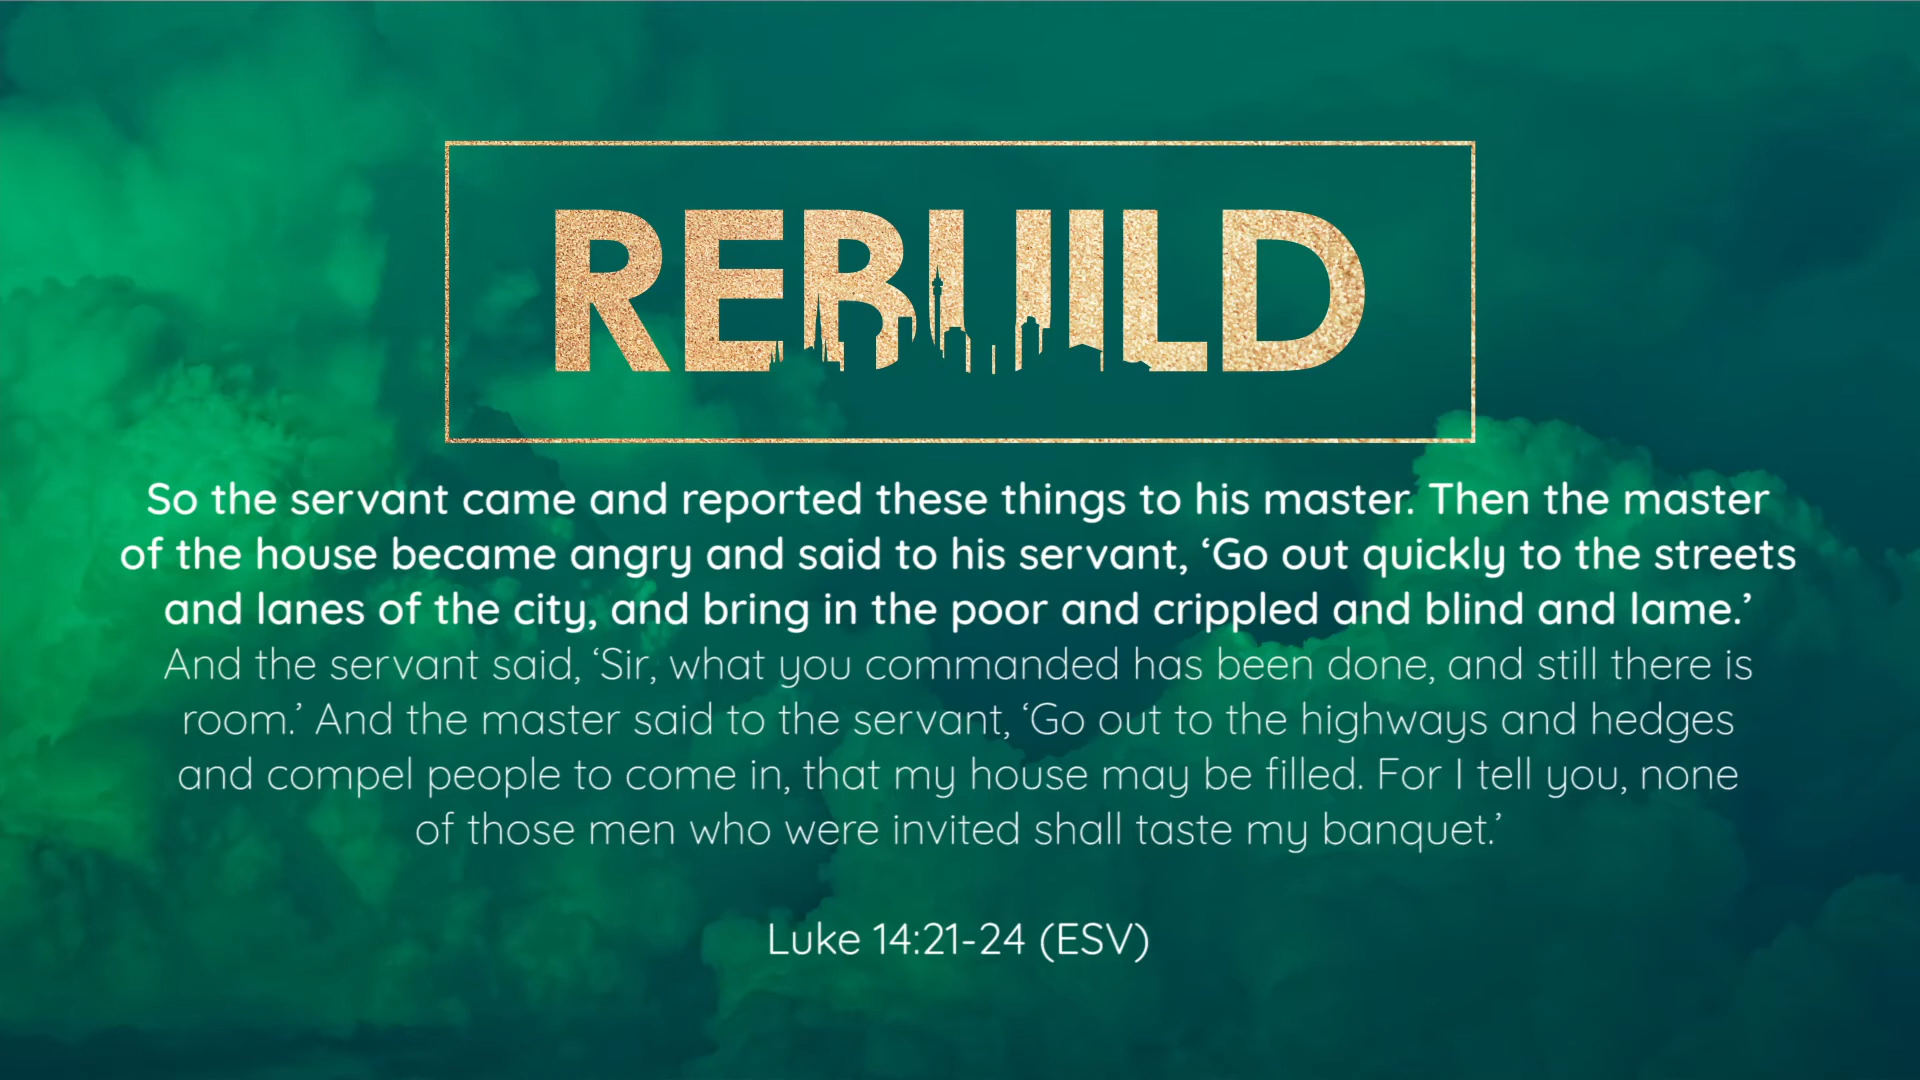 REBUILD
So the servant came and reported these things to his master. Then the master
of the house became angry and said to his servant, ‘Go out quickly to the streets
and lanes of the city, and bring in the poor and crippled and blind and lame.’
And the servant said, ‘Sir, what you commanded has been done, and still there is
room.’ And the master said to the servant, ‘Go out to the highways and hedges
and compel people to come in, that my house may be filled. For I tell you, none
of those men who were invited shall taste my banquet.’
Luke 14:21-24 (ESV)